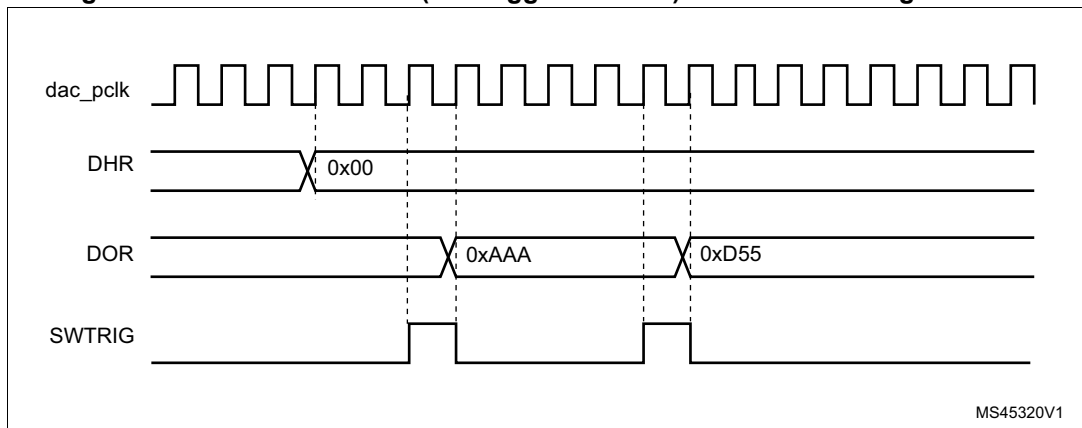 dac_pclk
DHR
0x00
DOR
0xAAA
0xD55
SWTRIG
MS45320V1